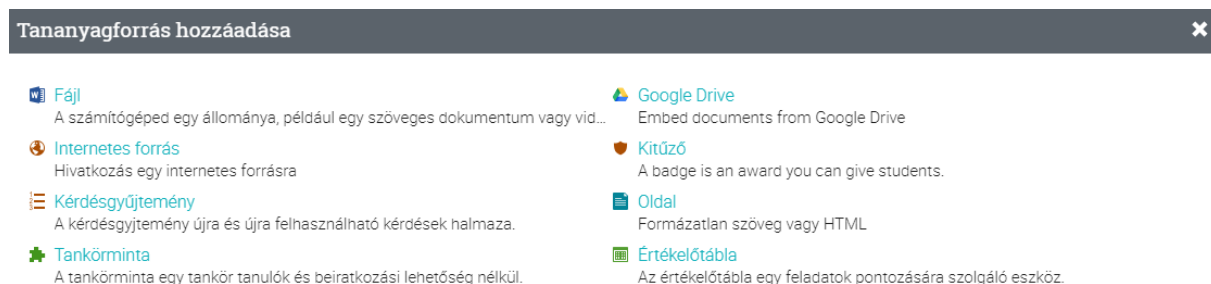 Tananyagforrás hozzáadása
Fájl
A számítógéped egy állománya, például egy szöveges dokumentum vagy vid...
Google Drive
Embed documents from Google Drive
Internetes forrás
Hivatkozás egy internetes forrásra
Kitűző
A badge is an award you can give students.
Kérdésgyűjtemény
A kérdésgyjtemény újra és újra felhasználható kérdések halmaza.
Oldal
Formázatlan szöveg vagy HTML
Tankörminta
A tankörminta egy tankör tanulók és beiratkozási lehetőség nélkül.
Értékelőtábla
Az értékelőtábla egy feladatok pontozására szolgáló eszköz.